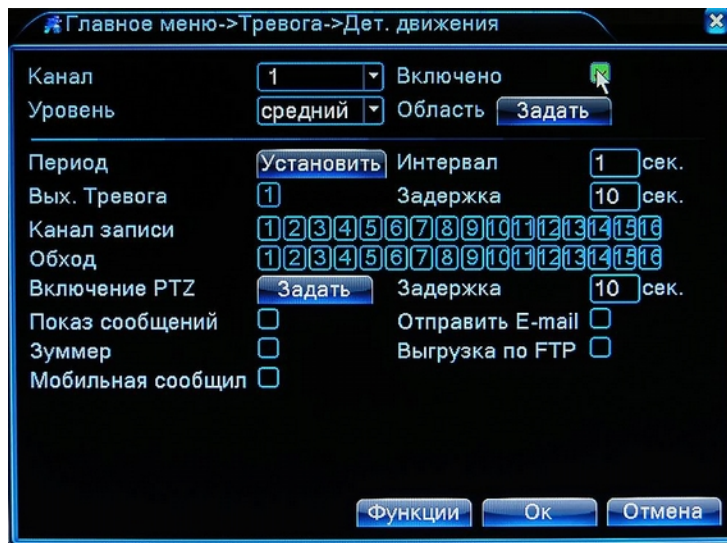 Главное меню->Тревога->Дет. движения
Канал 1 Включено
Уровень средний Область Задать
Период Установить Интервал 1 сек.
Вых. Тревога 1 Задержка 10 сек.
Канал записи 1 2 3 4 5 6 7 8 9 10 11 12 13 14 15 16
Обход 1 2 3 4 5 6 7 8 9 10 11 12 13 14 15 16
Включение PTZ Задать Задержка 10 сек.
Показ сообщений Отправить E-mail
Зуммер Выгрузка по FTP
Мобильная сообщил
Функции Ок Отмена